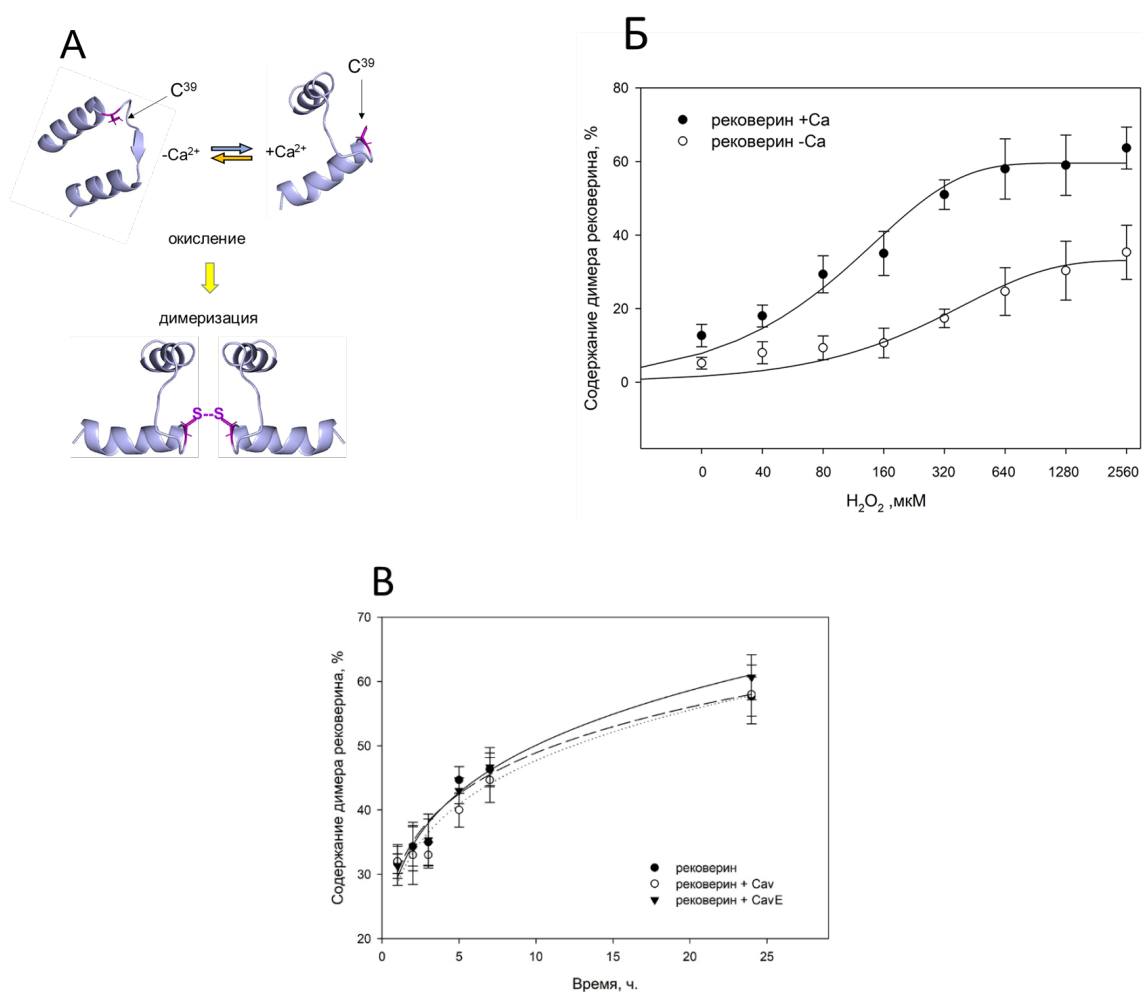 А
C³⁹
C³⁹
-Ca²⁺
+Ca²⁺
окисление
димеризация
S
S
Б
Содержание димера рековерина, %
80
60
40
20
0
рековерин +Ca
рековерин -Ca
0 40 80 160 320 640 1280 2560
H₂O₂ ,мкМ
В
Содержание димера рековерина, %
70
60
50
40
30
20
рековерин
рековерин + Cav
рековерин + CavE
0 5 10 15 20 25
Время, ч.